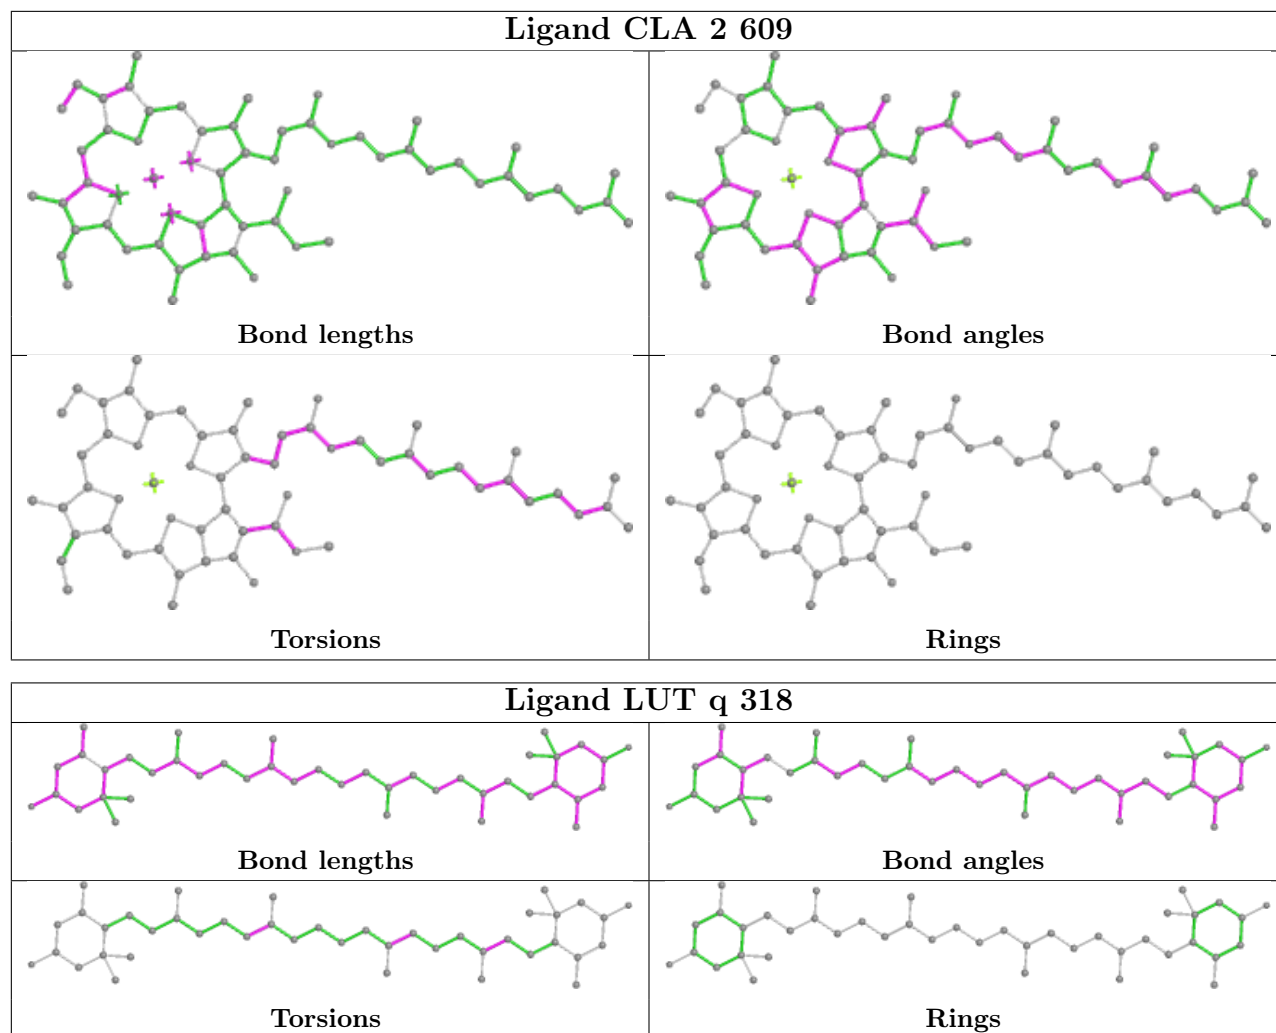 Ligand CLA 2 609
Bond lengths
Bond angles
Torsions
Rings
Ligand LUT q 318
Bond lengths
Bond angles
Torsions
Rings